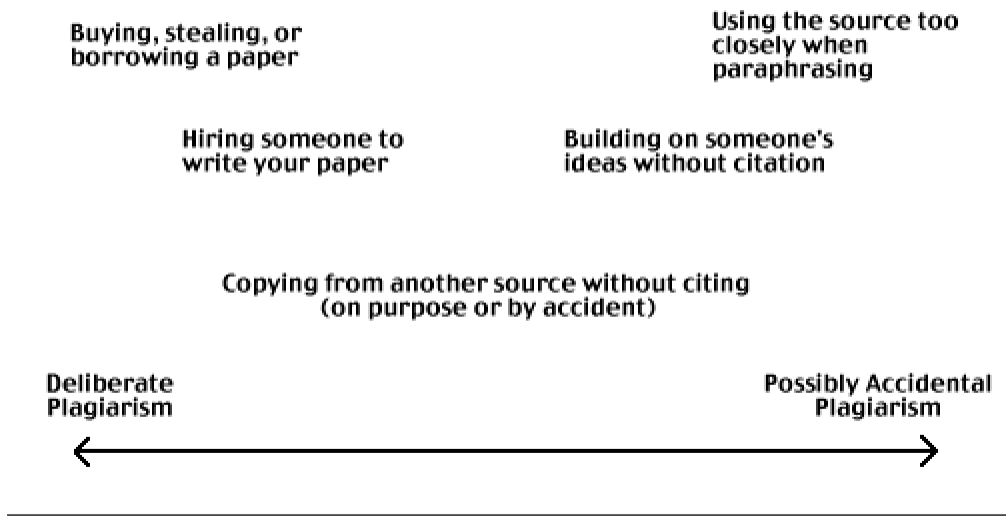 Buying, stealing, or
borrowing a paper
Using the source too
closely when
paraphrasing
Hiring someone to
write your paper
Building on someone's
ideas without citation
Copying from another source without citing
(on purpose or by accident)
Deliberate
Plagiarism
Possibly Accidental
Plagiarism